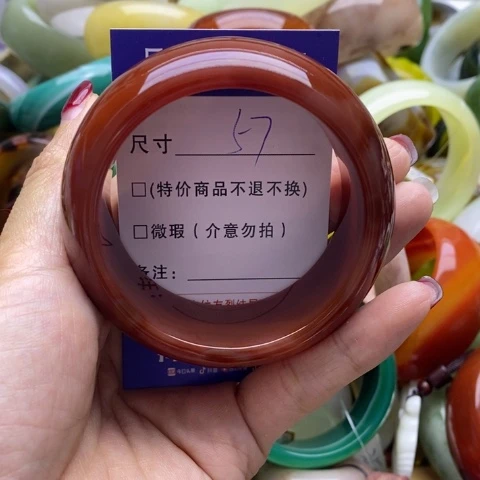 尺寸 57
□(特价商品不退不换)
□微瑕（介意勿拍）
备注：